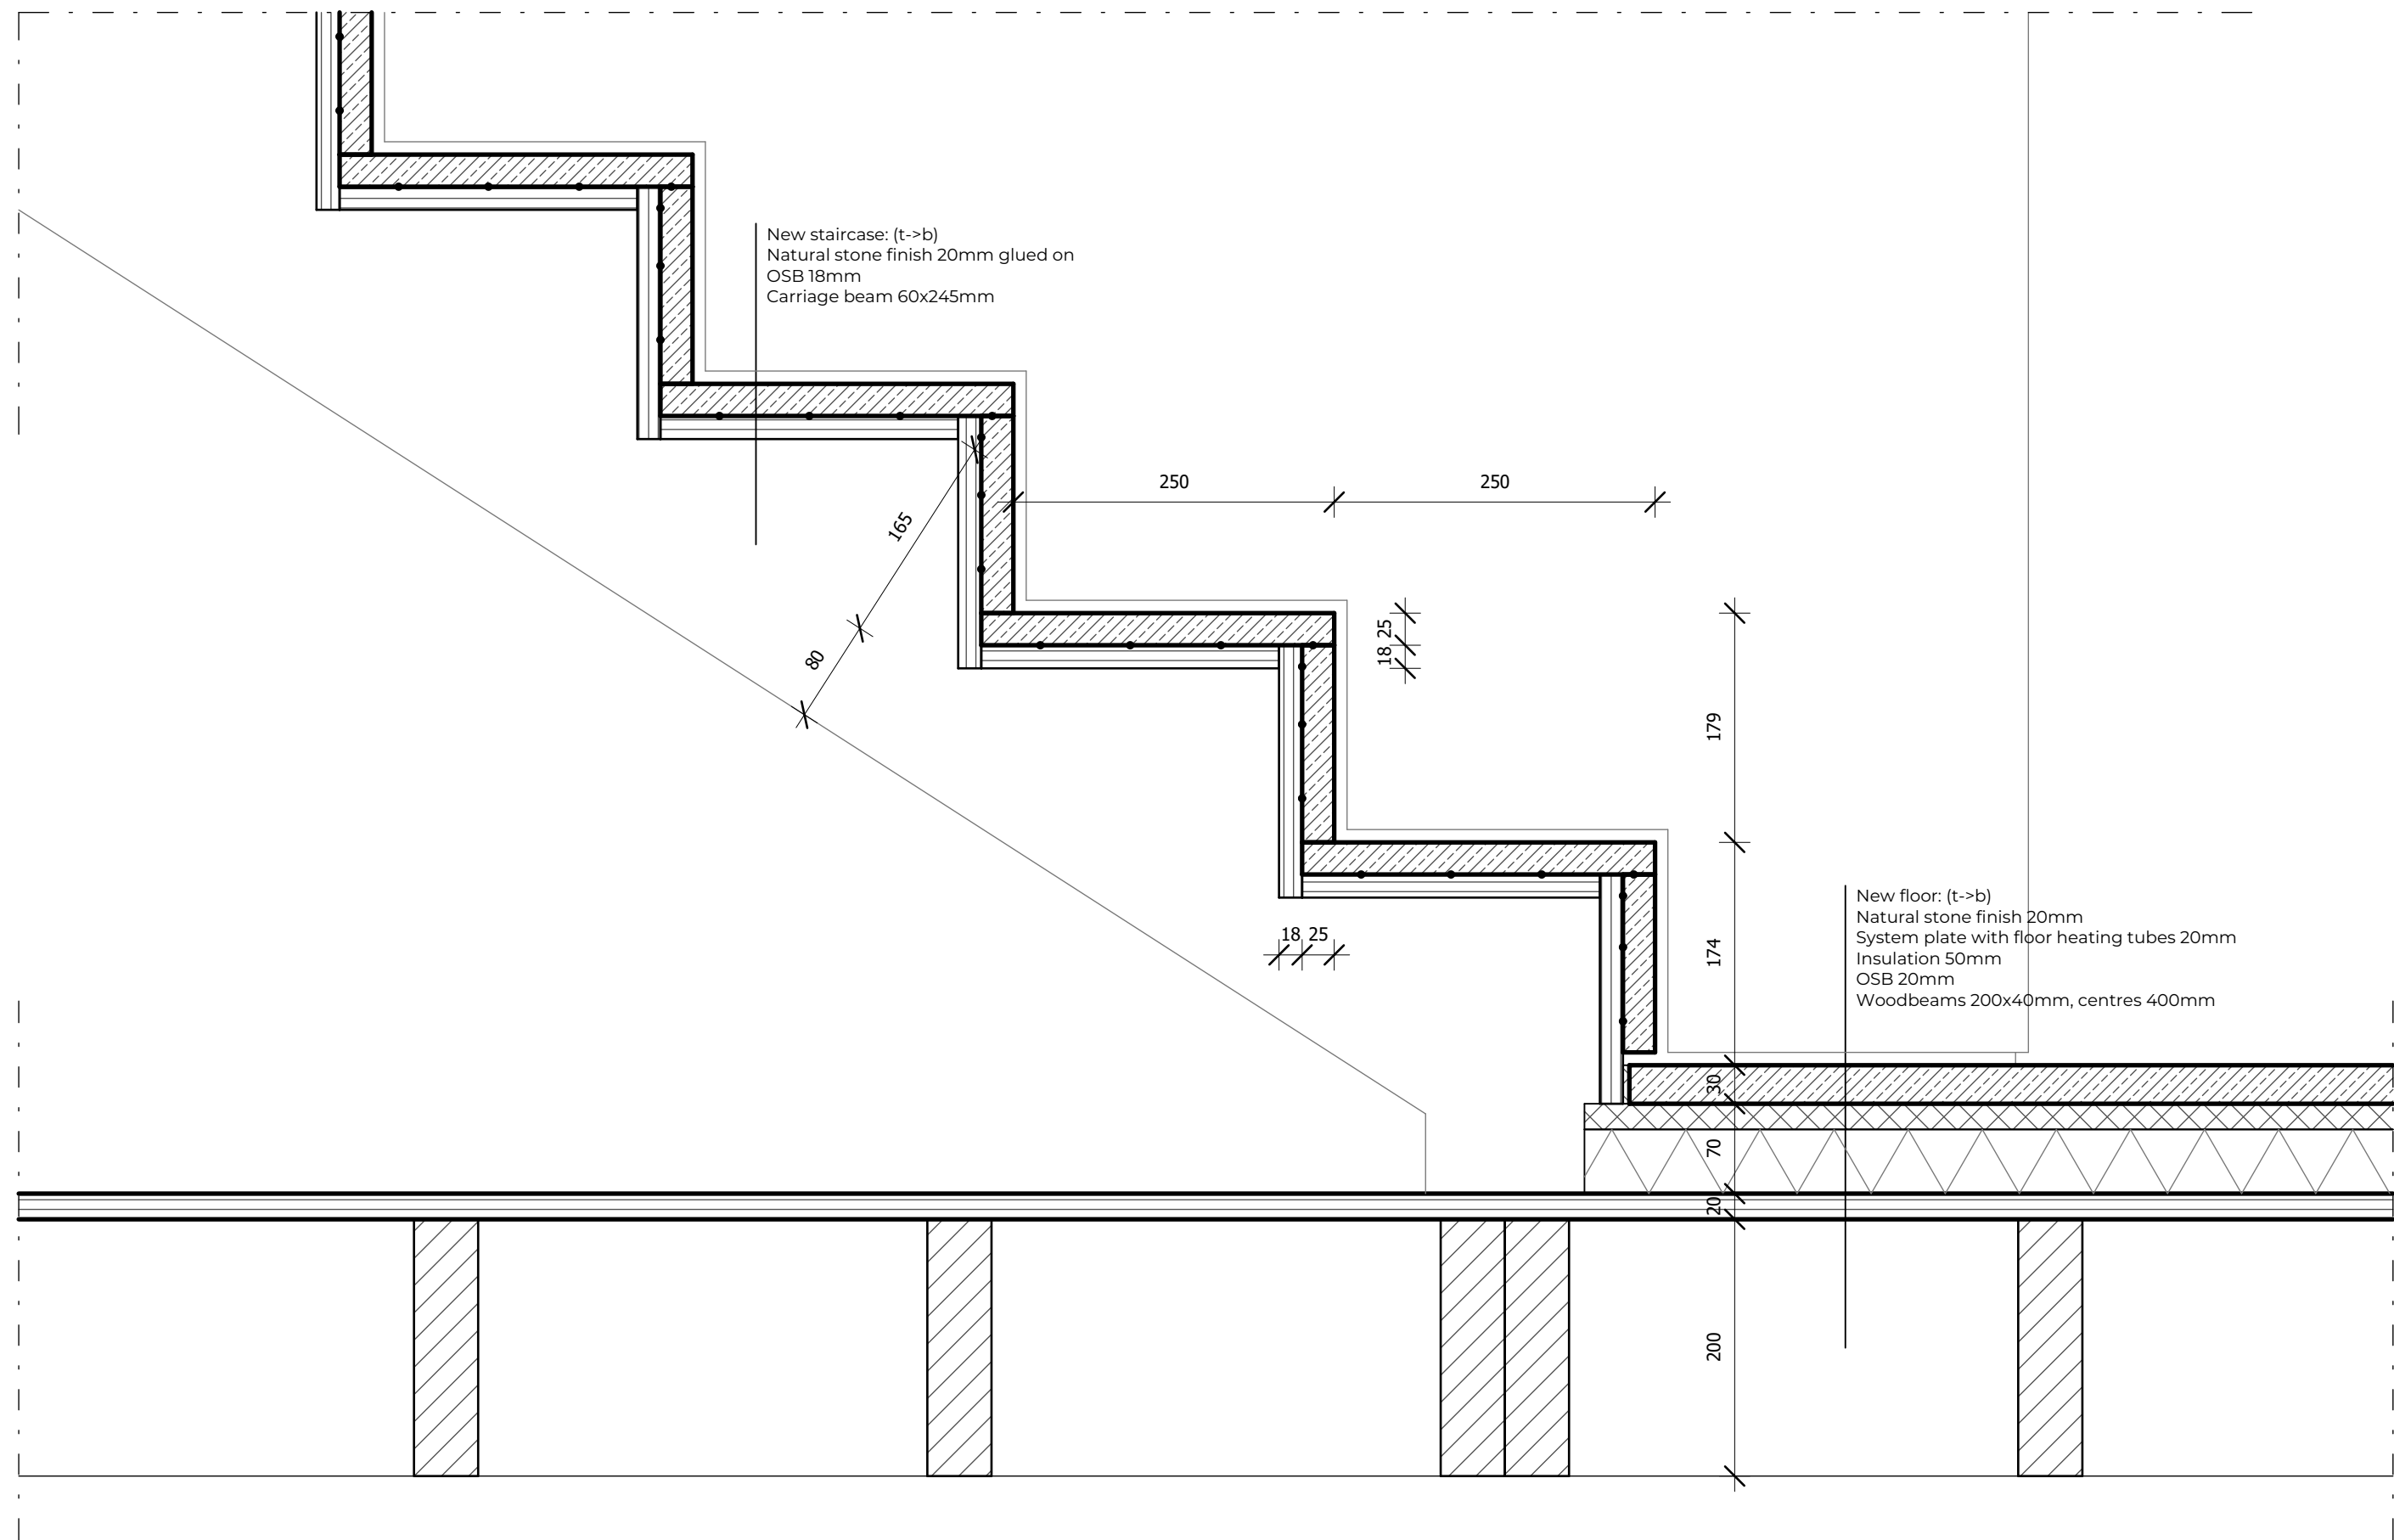 New staircase: (t->b)
Natural stone finish 20mm glued on
OSB 18mm
Carriage beam 60x245mm
250
250
165
80
25
18
179
174
18
25
New floor: (t->b)
Natural stone finish 20mm
System plate with floor heating tubes 20mm
Insulation 50mm
OSB 20mm
Woodbeams 200x40mm, centres 400mm
30
70
20
200